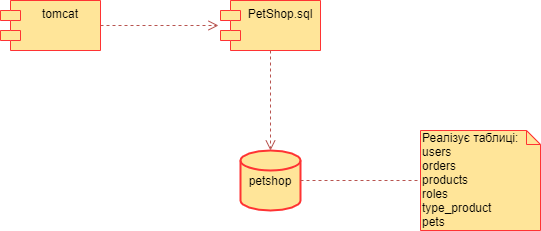 tomcat
PetShop.sql
petshop
Реалізує таблиці:
users
orders
products
roles
type_product
pets